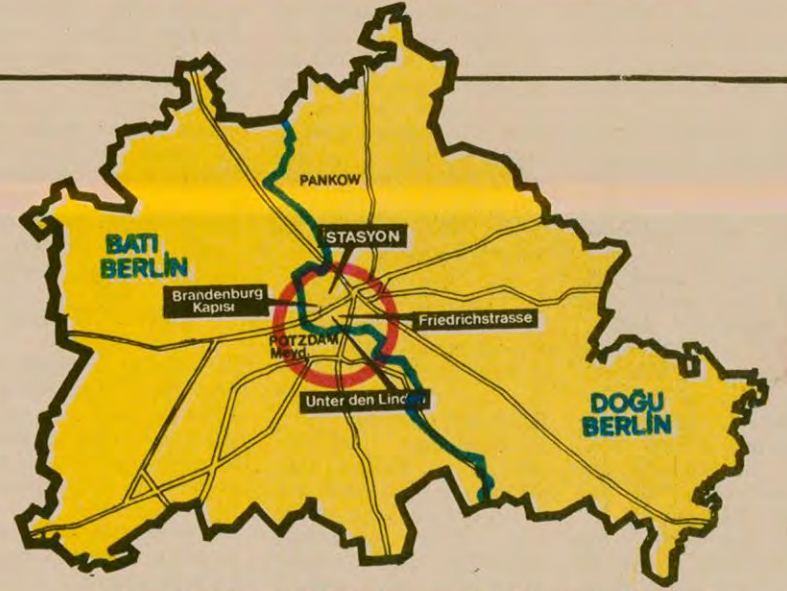 PANKOW
BATI
BERLİN
İSTASYON
Brandenburg
Kapısı
Friedrichstrasse
POTZDAM
Meyd.
Unter den Linden
DOĞU
BERLİN